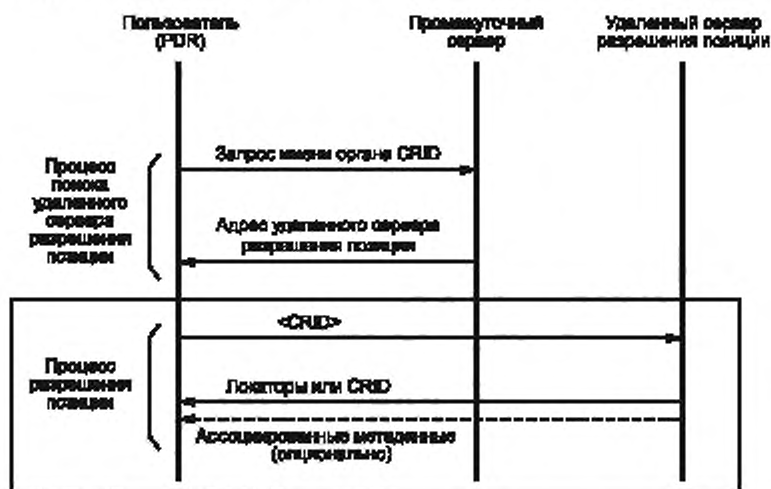 Пользователь
(PDR)
Промежуточный
сервер
Удаленный сервер
разрешения позиции
Запрос имени органа CRID
Процесс
поиска
удаленного
сервера
разрешения
позиции
Адрес удаленного сервера
разрешения позиции
<CRID>
Процесс
разрешения
позиции
Локаторы или CRID
Ассоциированные метаданные
(опционально)